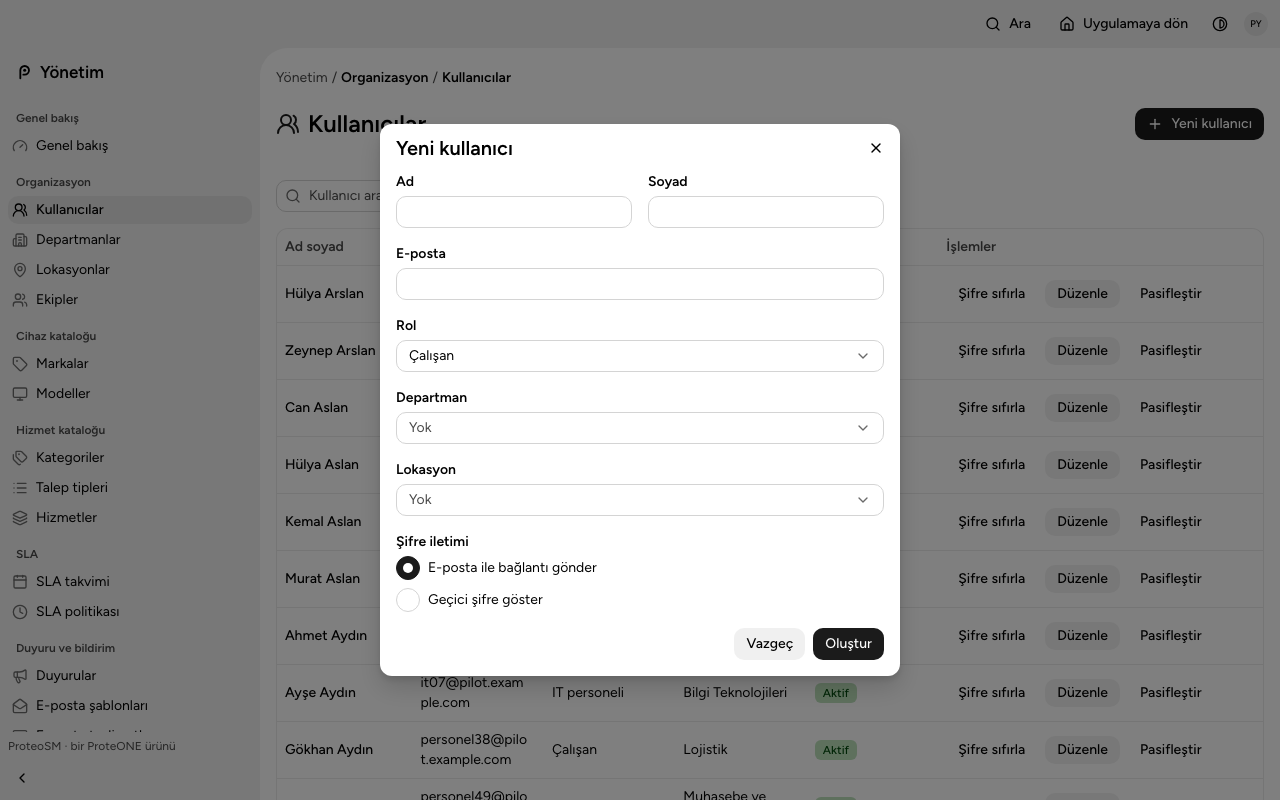 Ara
Uygulamaya dön
PY
Yönetim
Genel bakış
Genel bakış
Organizasyon
Kullanıcılar
Departmanlar
Lokasyonlar
Ekipler
Cihaz kataloğu
Markalar
Modeller
Hizmet kataloğu
Kategoriler
Talep tipleri
Hizmetler
SLA
SLA takvimi
SLA politikası
Duyuru ve bildirim
Duyurular
E-posta şablonları
ProteoSM · bir ProteONE ürünü
Yönetim / Organizasyon / Kullanıcılar
Kullanıcılar
Yeni kullanıcı
Kullanıcı ara
Ad soyad
İşlemler
Hülya Arslan
Şifre sıfırla Düzenle Pasifleştir
Zeynep Arslan
Şifre sıfırla Düzenle Pasifleştir
Can Aslan
Şifre sıfırla Düzenle Pasifleştir
Hülya Aslan
Şifre sıfırla Düzenle Pasifleştir
Kemal Aslan
Şifre sıfırla Düzenle Pasifleştir
Murat Aslan
Şifre sıfırla Düzenle Pasifleştir
Ahmet Aydın
Şifre sıfırla Düzenle Pasifleştir
Ayşe Aydın
it07@pilot.exam
ple.com
IT personeli
Bilgi Teknolojileri
Aktif
Şifre sıfırla Düzenle Pasifleştir
Gökhan Aydın
personel38@pilo
t.example.com
Çalışan
Lojistik
Aktif
Şifre sıfırla Düzenle Pasifleştir
personel49@pilo
Muhasebe ve
Yeni kullanıcı
Ad
Soyad
E-posta
Rol
Çalışan
Departman
Yok
Lokasyon
Yok
Şifre iletimi
E-posta ile bağlantı gönder
Geçici şifre göster
Vazgeç
Oluştur